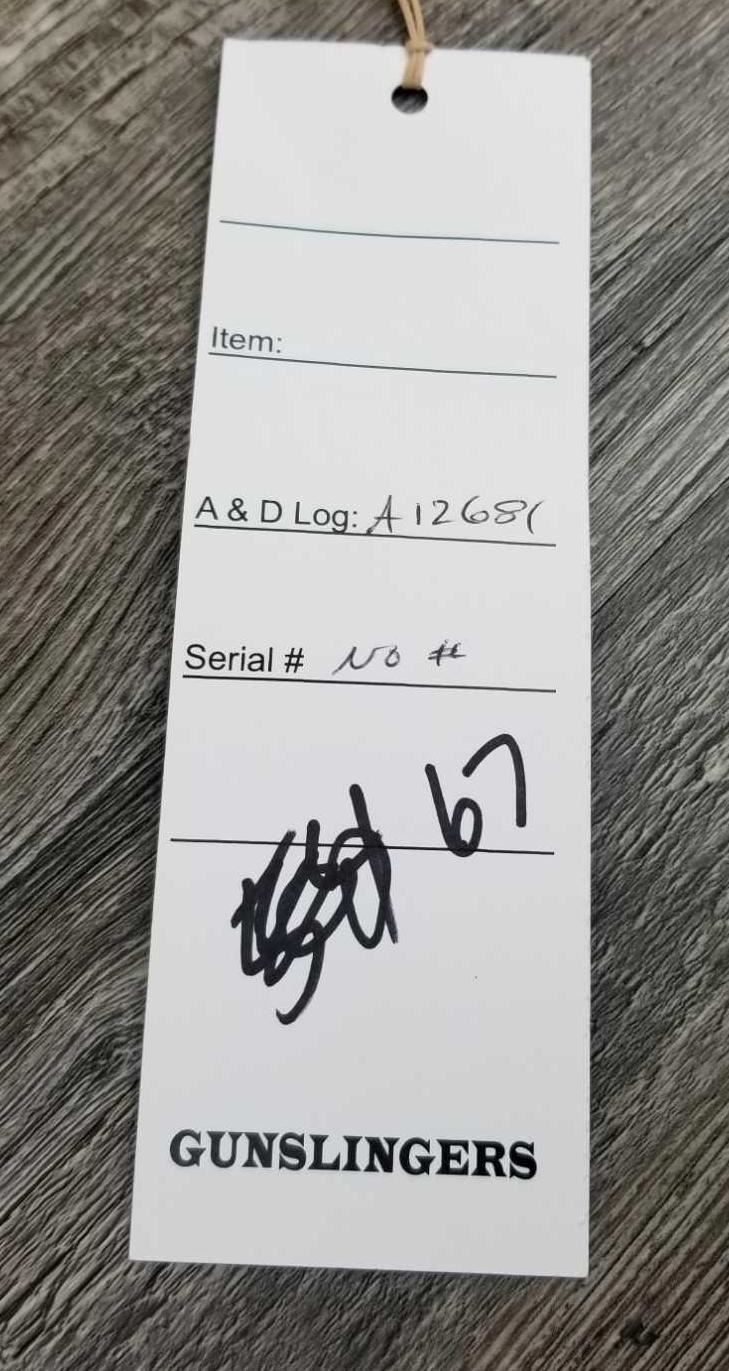 Item:
A & D Log: A12681
Serial # No #
67
GUNSLINGERS